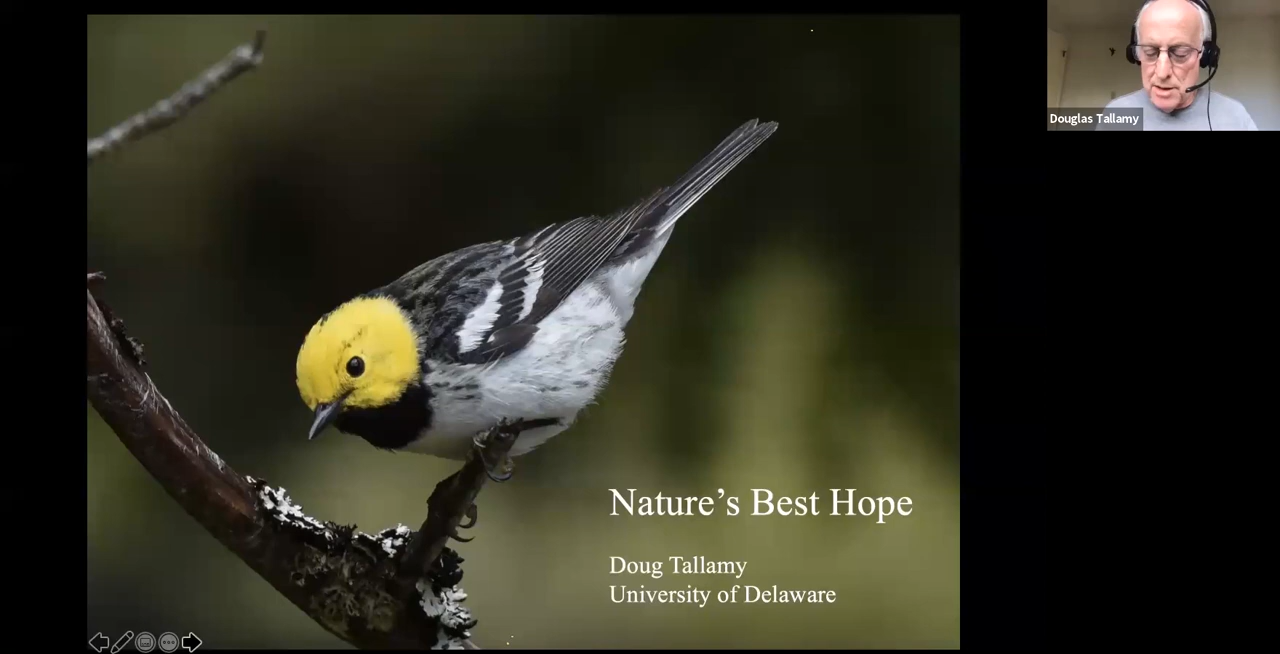 Douglas Tallamy
Nature's Best Hope
Doug Tallamy
University of Delaware